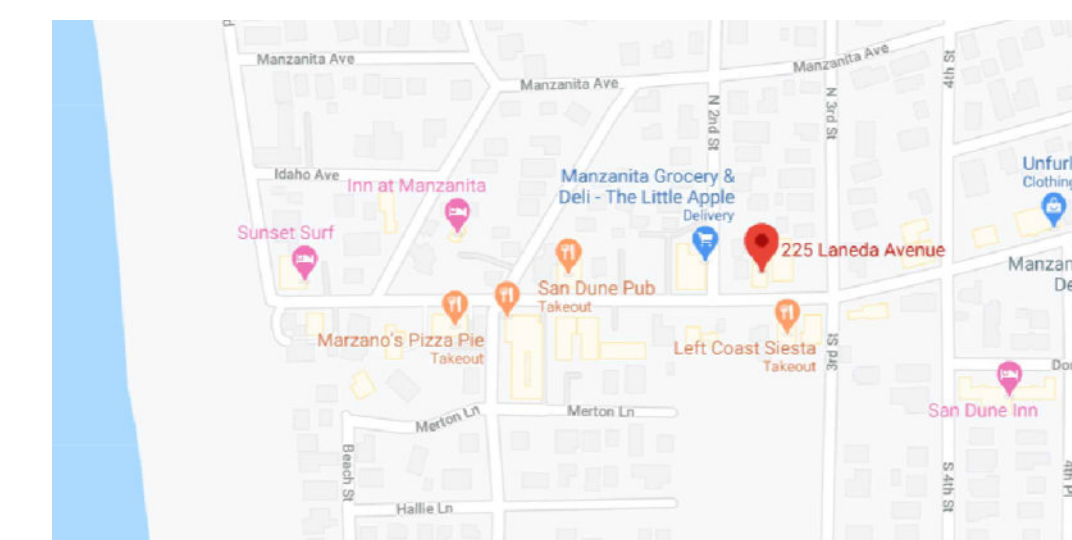 Manzanita Ave
Manzanita Ave
Manzanita Ave
4th St
N 2nd St
N 3rd St
Idaho Ave
Inn at Manzanita
Manzanita Grocery &
Deli - The Little Apple
Delivery
Unfurl
Clothing
Sunset Surf
225 Laneda Avenue
Manzan
De
San Dune Pub
Takeout
Marzano's Pizza Pie
Takeout
Left Coast Siesta
Takeout
3rd St
Do
San Dune Inn
Merton Ln
Merton Ln
Beach St
S 4th St
4th Pl
Hallie Ln